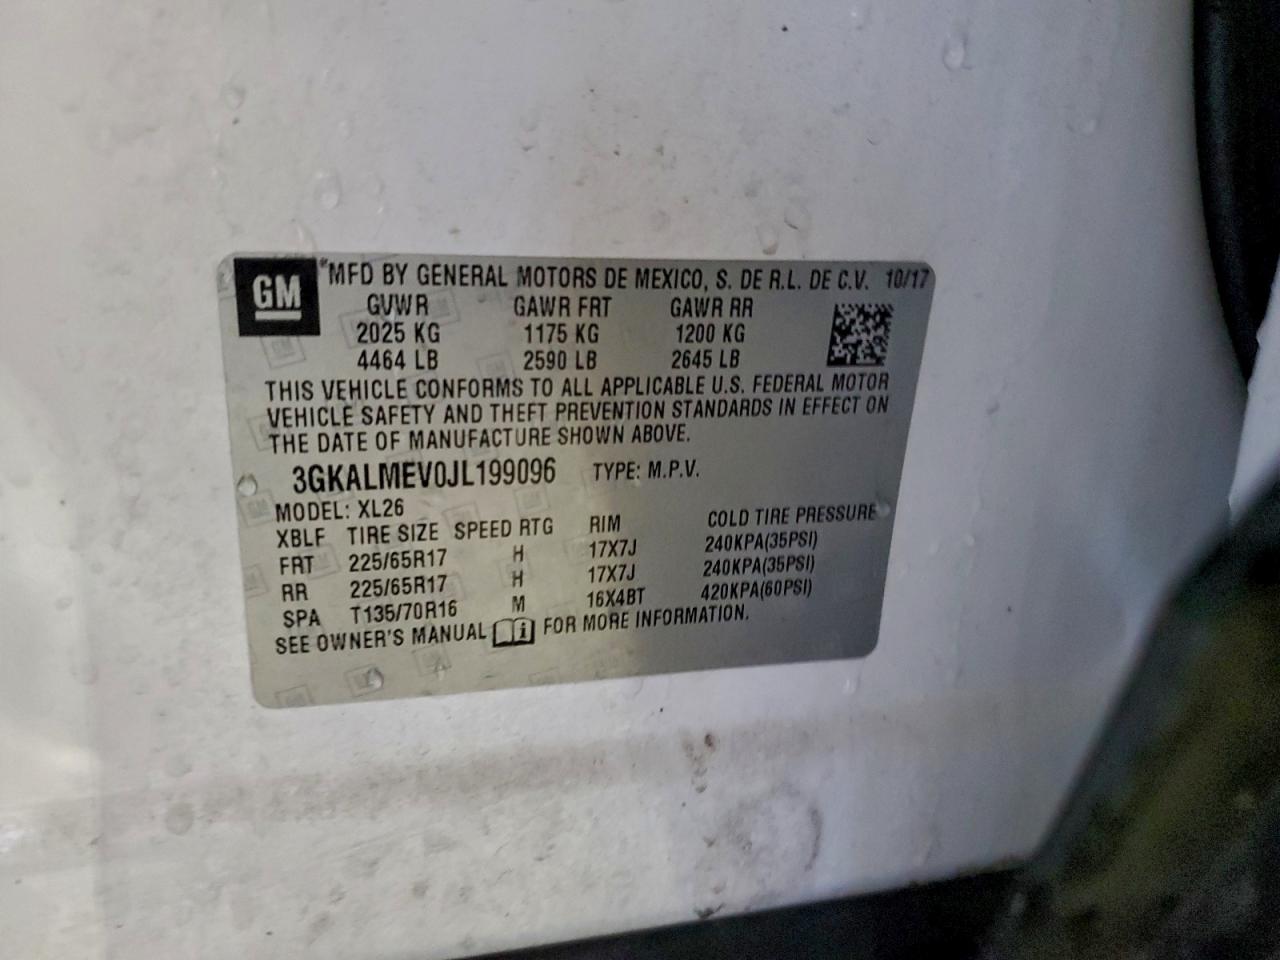 GM
*MFD BY GENERAL MOTORS DE MEXICO, S. DE R.L. DE C.V. 10/17
GVWR GAWR FRT GAWR RR
2025 KG 1175 KG 1200 KG
4464 LB 2590 LB 2645 LB
THIS VEHICLE CONFORMS TO ALL APPLICABLE U.S. FEDERAL MOTOR
VEHICLE SAFETY AND THEFT PREVENTION STANDARDS IN EFFECT ON
THE DATE OF MANUFACTURE SHOWN ABOVE.
3GKALMEV0JL199096 TYPE: M.P.V.
MODEL: XL26
XBLF TIRE SIZE SPEED RTG RIM COLD TIRE PRESSURE
FRT 225/65R17 H 17X7J 240KPA(35PSI)
RR 225/65R17 H 17X7J 240KPA(35PSI)
SPA T135/70R16 M 16X4BT 420KPA(60PSI)
SEE OWNER'S MANUAL FOR MORE INFORMATION.